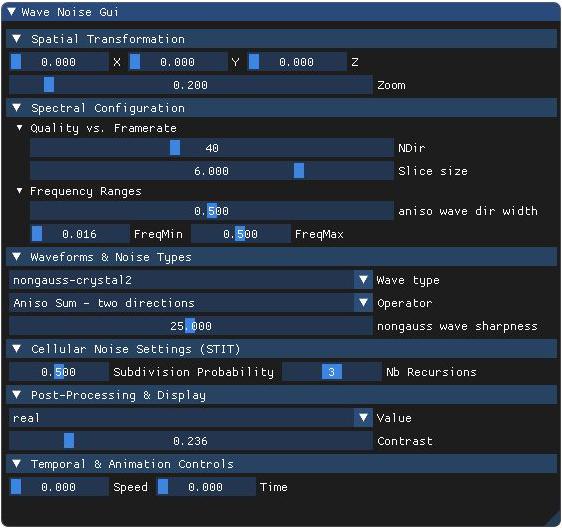 Wave Noise Gui
Spatial Transformation
0.000 X 0.000 Y 0.000 Z
0.200 Zoom
Spectral Configuration
Quality vs. Framerate
40 NDir
6.000 Slice size
Frequency Ranges
0.500 aniso wave dir width
0.016 FreqMin 0.500 FreqMax
Waveforms & Noise Types
nongauss-crystal2 Wave type
Aniso Sum - two directions Operator
25.000 nongauss wave sharpness
Cellular Noise Settings (STIT)
0.500 Subdivision Probability 3 Nb Recursions
Post-Processing & Display
real Value
0.236 Contrast
Temporal & Animation Controls
0.000 Speed 0.000 Time